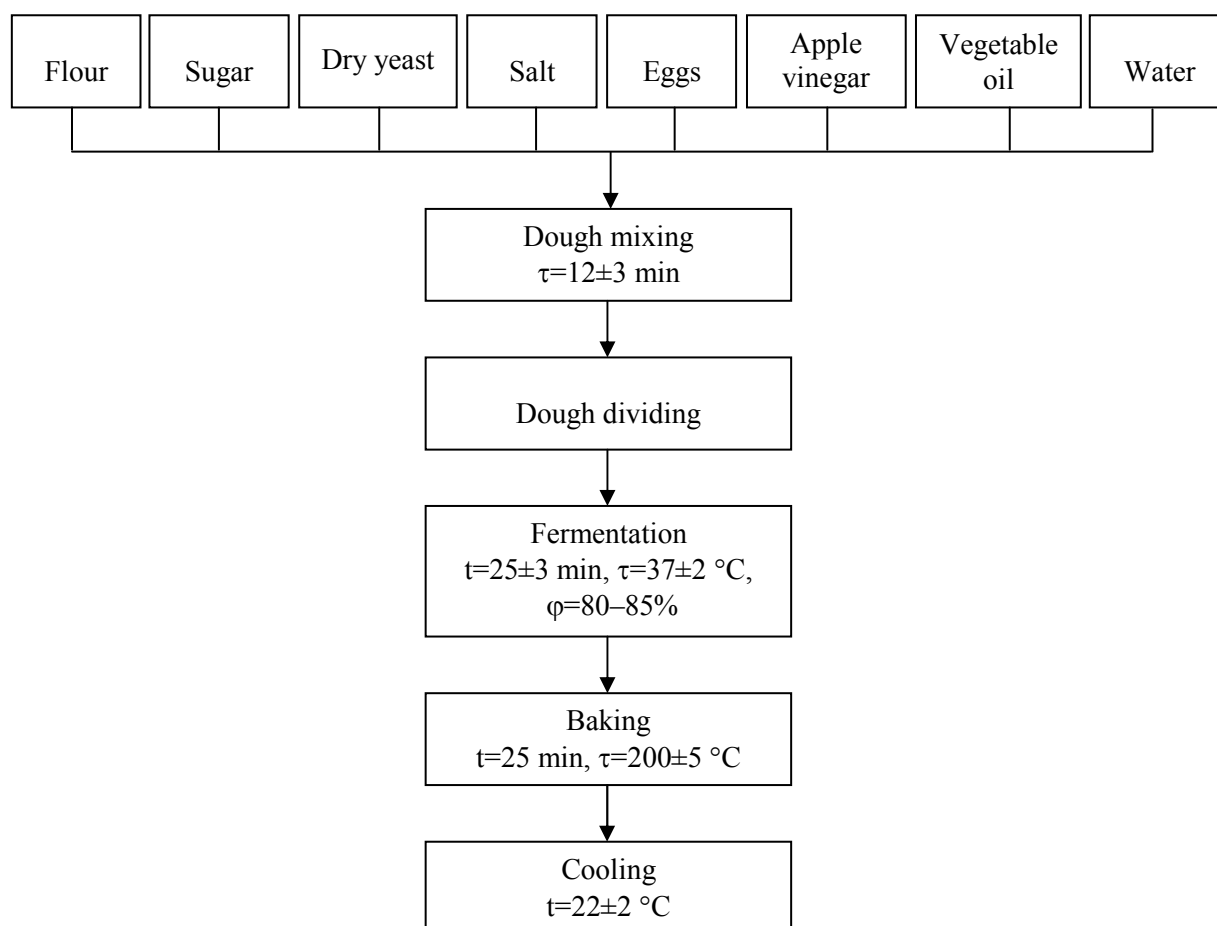 Flour
Sugar
Dry yeast
Salt
Eggs
Apple
vinegar
Vegetable
oil
Water
Dough mixing
τ=12±3 min
Dough dividing
Fermentation
t=25±3 min, τ=37±2 °C,
φ=80–85%
Baking
t=25 min, τ=200±5 °C
Cooling
t=22±2 °C